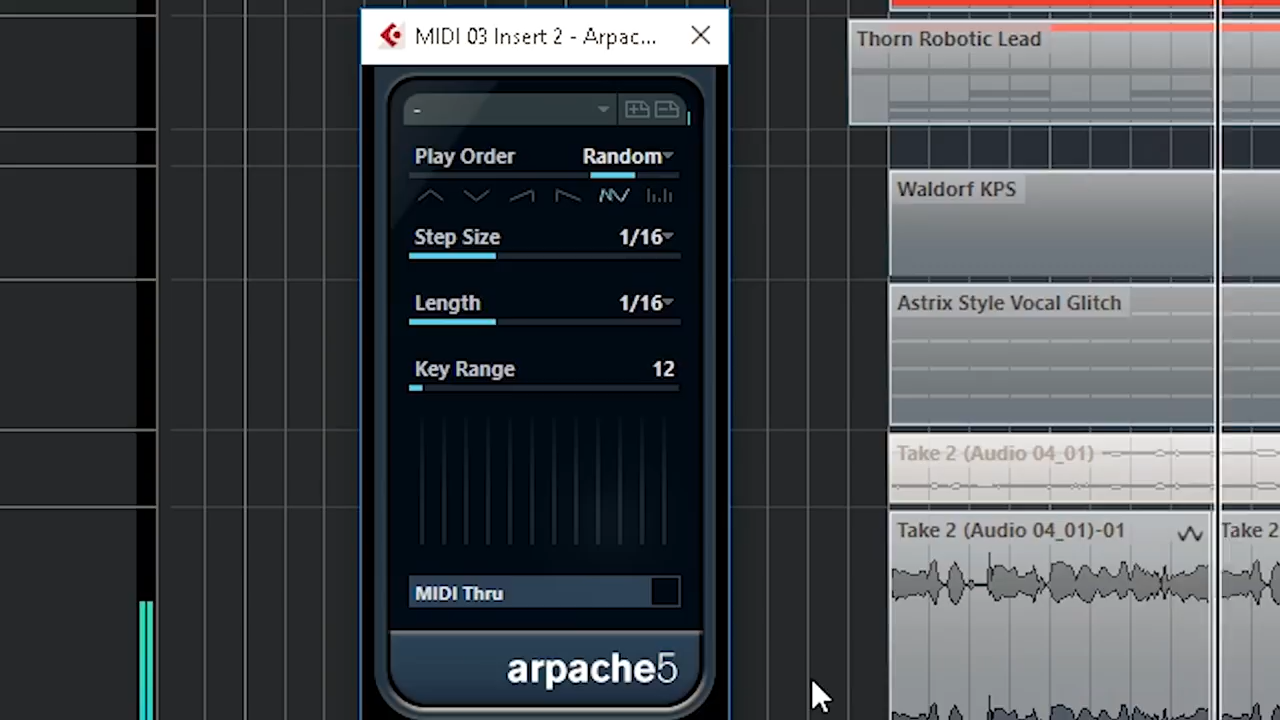 MIDI 03 Insert 2 - Arpac...
-
Play Order Random
Step Size 1/16
Length 1/16
Key Range 12
MIDI Thru
arpache5
Thorn Robotic Lead
Waldorf KPS
Astrix Style Vocal Glitch
Take 2 (Audio 04_01)
Take 2 (Audio 04_01)-01
Take 2